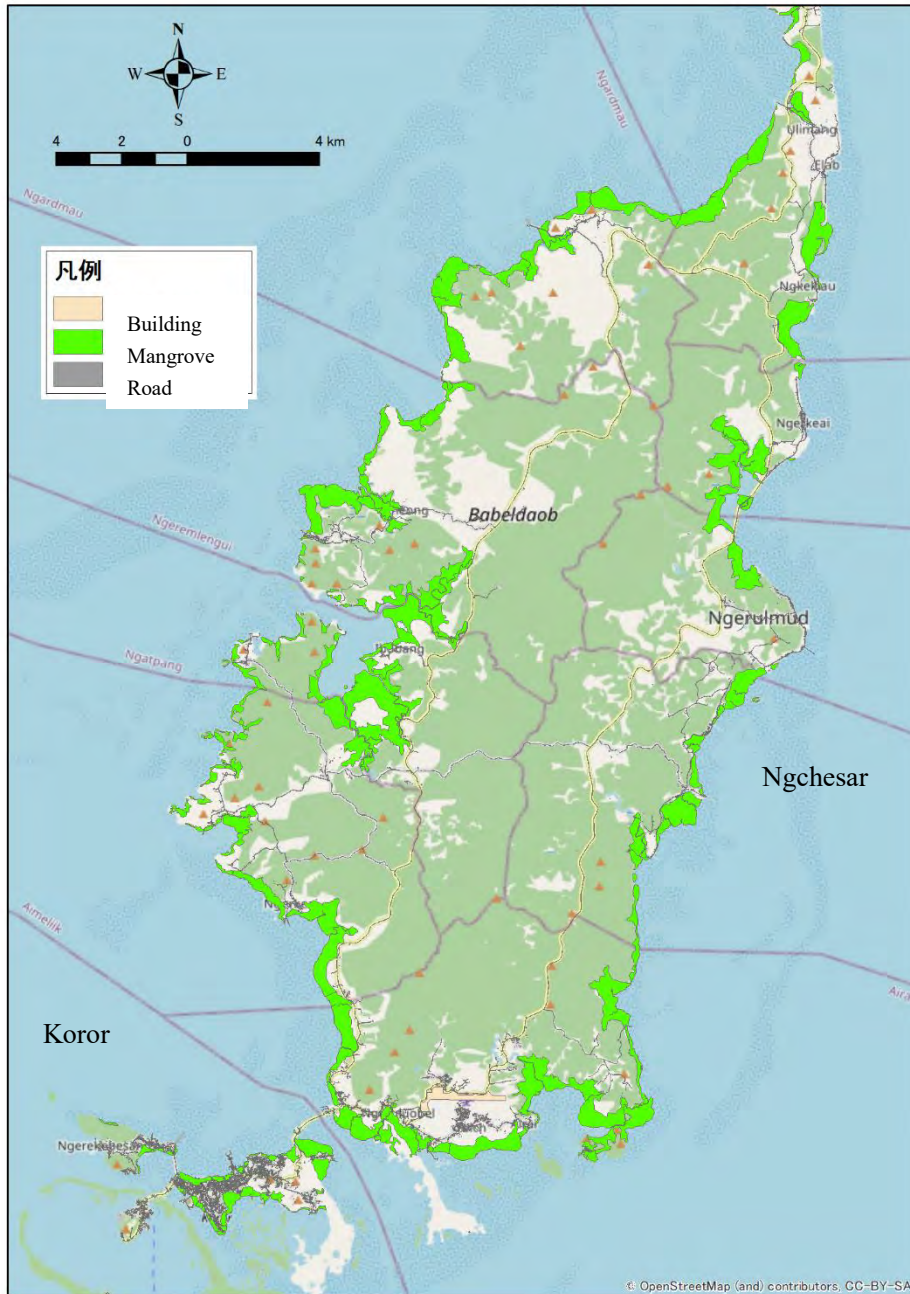 N
W E
S
4 2 0 4 km
Ngardmau
Ngardmau
Ulimang
Elab
凡例
Building
Mangrove
Road
Ngkeklau
Ngerkeai
Babeldaob
Ngeremlengui
Ngerulmud
Ibobang
Ngatpang
Ngchesar
Aimeliik
Koror
Airai
Ngerekebesang
© OpenStreetMap (and) contributors, CC-BY-SA